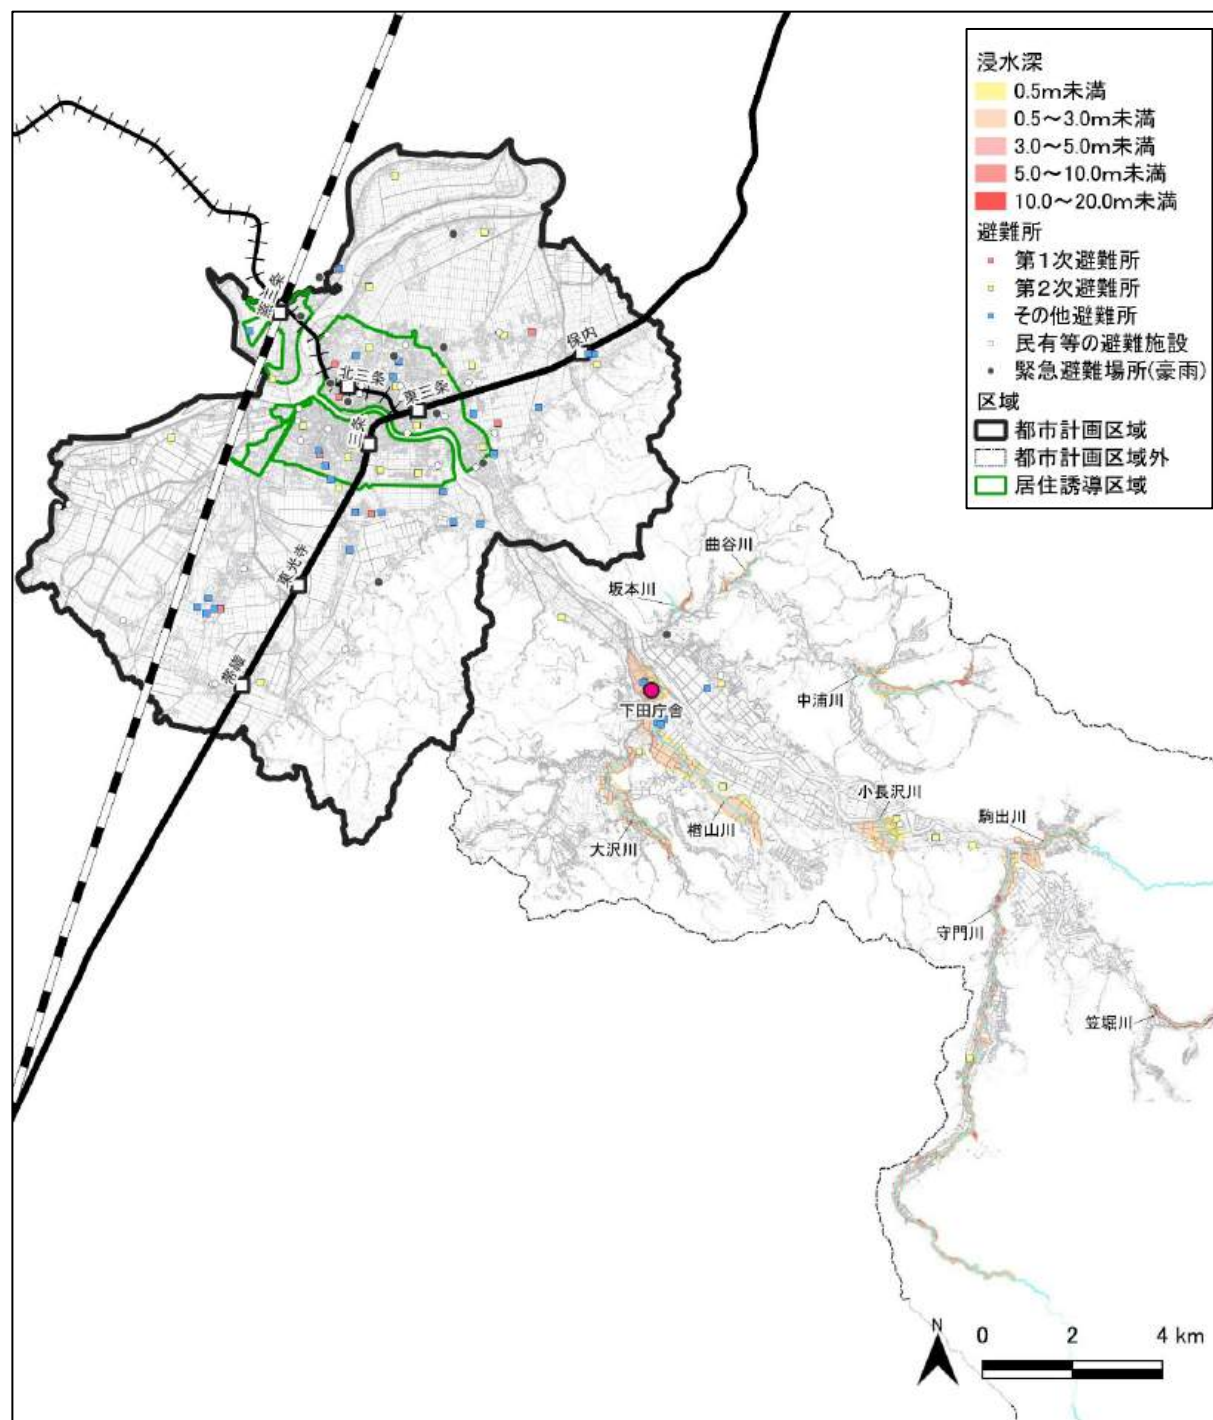 浸水深
0.5m未満
0.5～3.0m未満
3.0～5.0m未満
5.0～10.0m未満
10.0～20.0m未満
避難所
第1次避難所
第2次避難所
その他避難所
民有等の避難施設
緊急避難場所(豪雨)
区域
都市計画区域
都市計画区域外
居住誘導区域
燕三条
北三条
東三条
保内
三条
東光寺
帯織
曲谷川
坂本川
中浦川
下田庁舎
小長沢川
駒出川
楢山川
大沢川
守門川
笠堀川
N
0 2 4 km